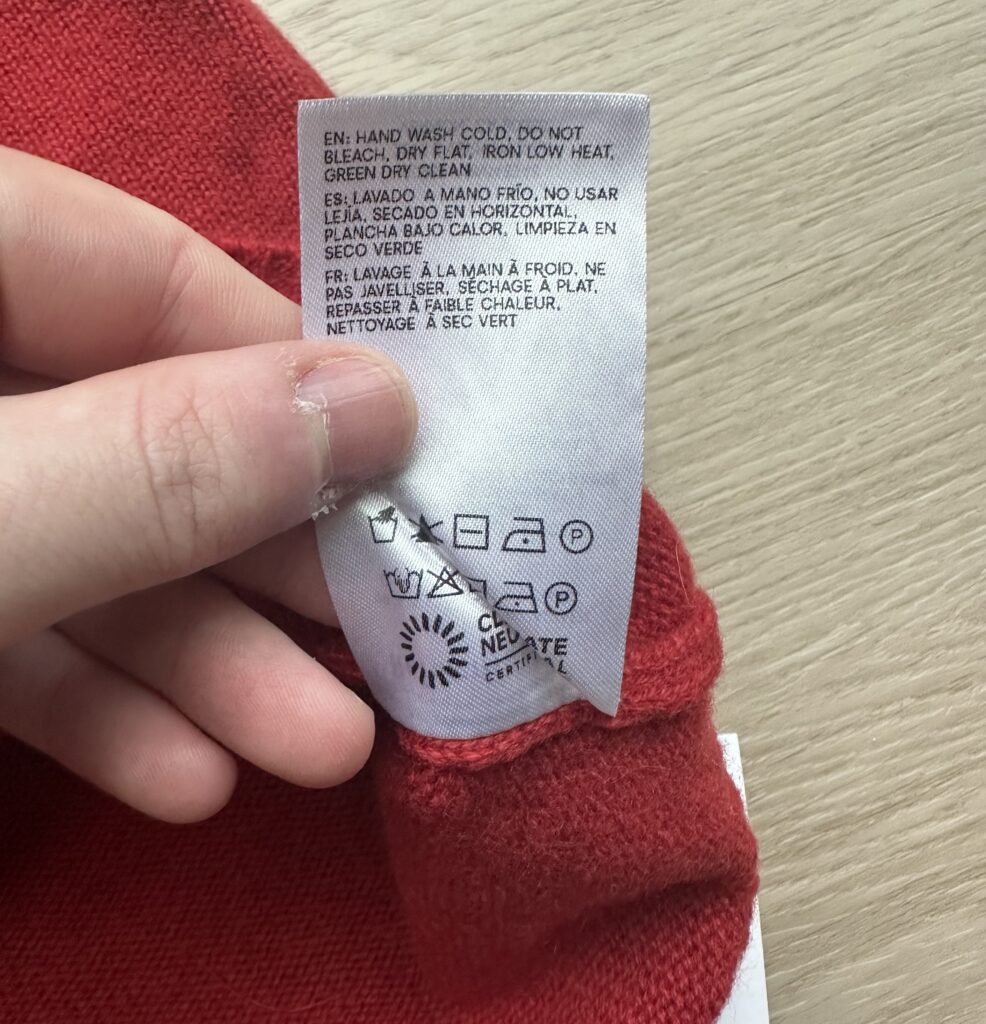 EN: HAND WASH COLD, DO NOT
BLEACH, DRY FLAT, IRON LOW HEAT,
GREEN DRY CLEAN
ES: LAVADO A MANO FRÍO, NO USAR
LEJÍA, SECADO EN HORIZONTAL,
PLANCHA BAJO CALOR, LIMPIEZA EN
SECO VERDE
FR: LAVAGE À LA MAIN À FROID, NE
PAS JAVELLISER, SÉCHAGE À PLAT,
REPASSER À FAIBLE CHALEUR,
NETTOYAGE À SEC VERT
P
P